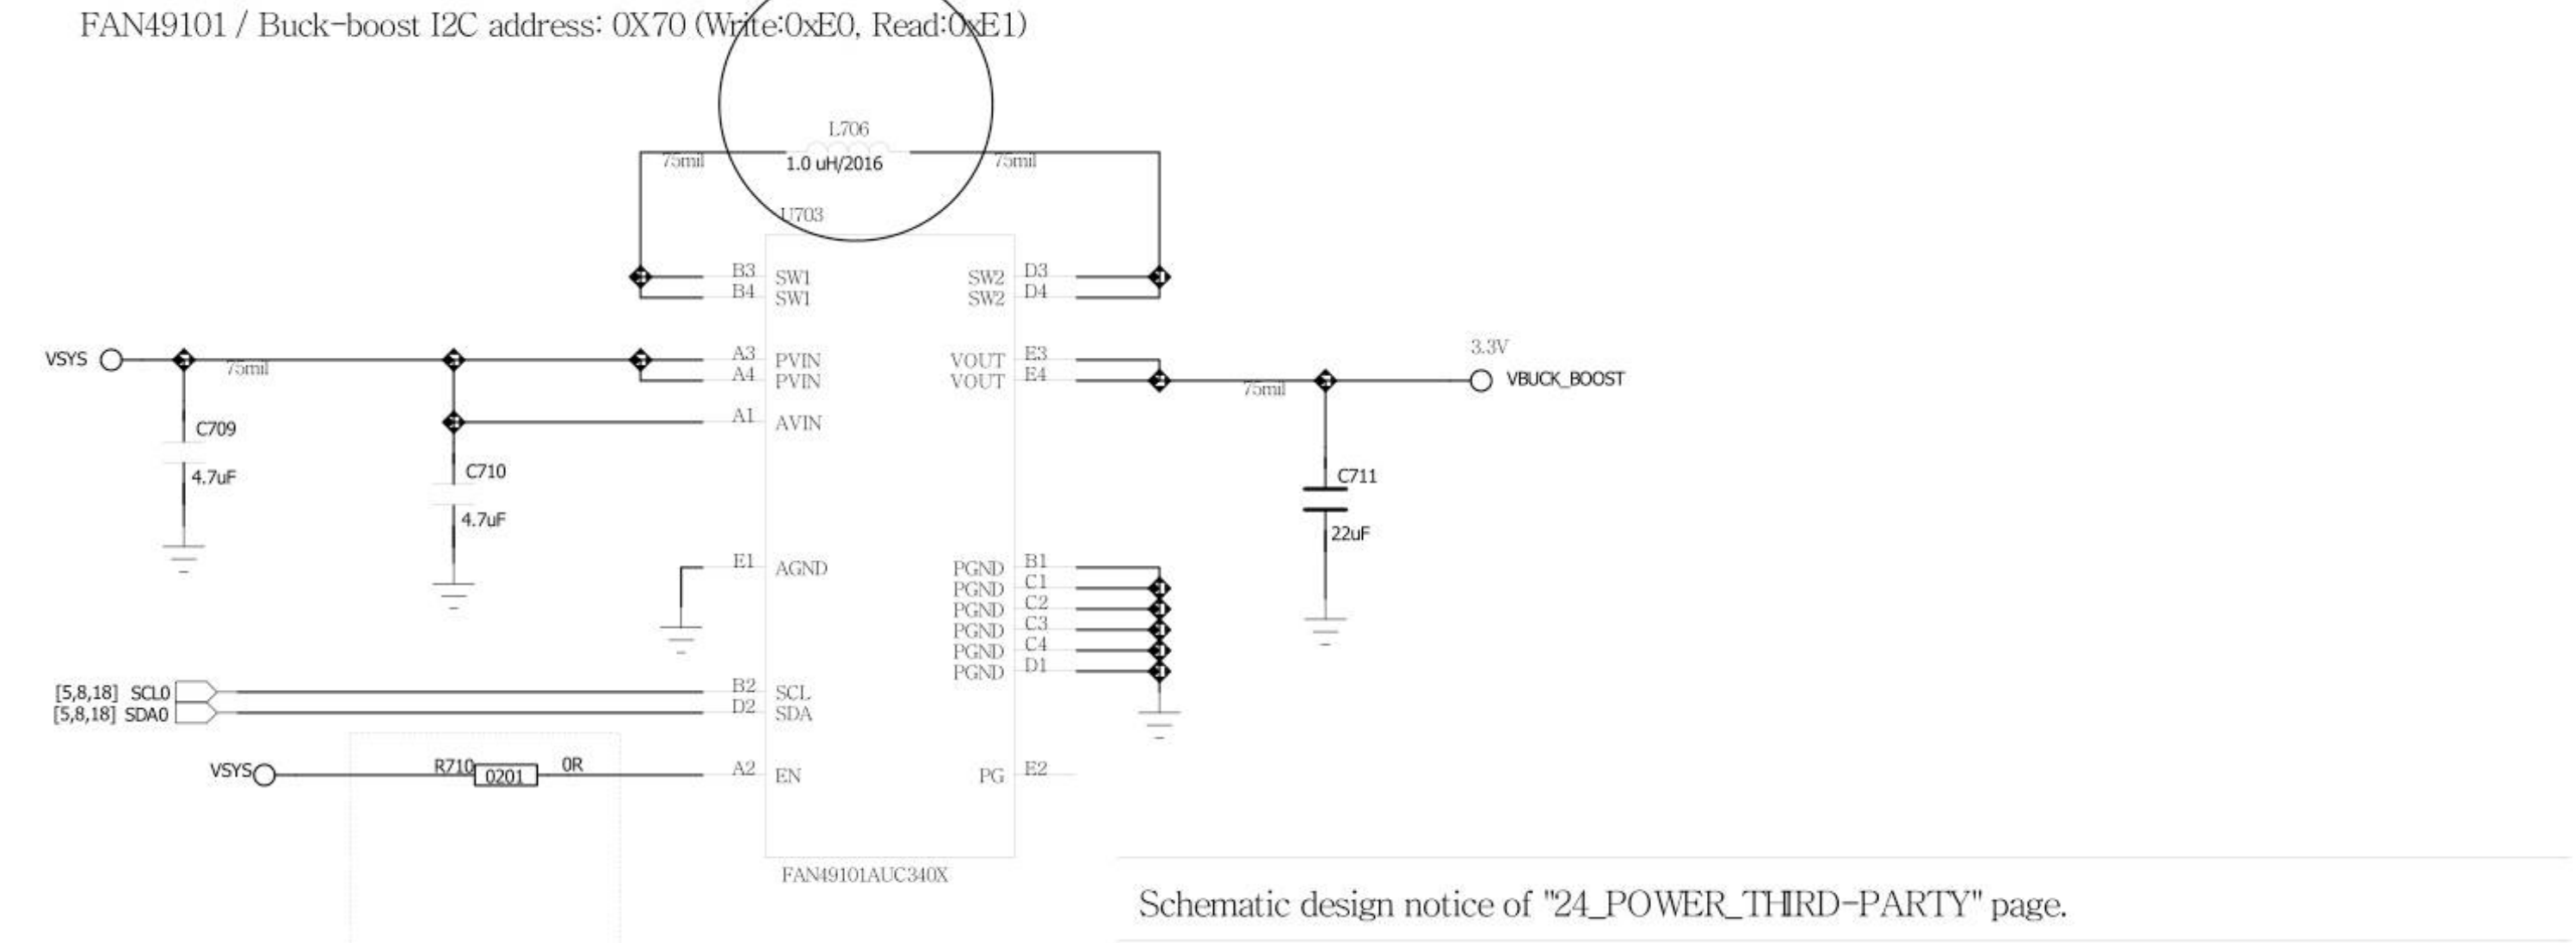 FAN49101 / Buck-boost I2C address: 0X70 (Write:0xE0, Read:0xE1)
L706
75mil
1.0 uH/2016
75mil
U703
B3 SW1
B4 SW1
SW2 D3
SW2 D4
VSYS
75mil
A3 PVIN
A4 PVIN
A1 AVIN
VOUT E3
VOUT E4
75mil
3.3V
VBUCK_BOOST
C709
4.7uF
C710
4.7uF
C711
22uF
E1 AGND
PGND B1
PGND C1
PGND C2
PGND C3
PGND C4
PGND D1
[5,8,18] SCL0
[5,8,18] SDA0
B2 SCL
D2 SDA
VSYS
R710 0201 0R
A2 EN
PG E2
FAN49101AUC340X
Schematic design notice of "24_POWER_THIRD-PARTY" page.